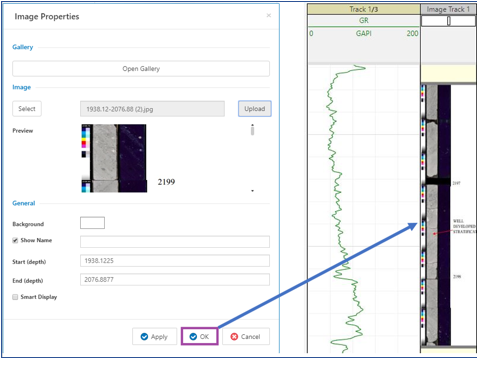 Image Properties
×
Gallery
Open Gallery
Image
Select
1938.12-2076.88 (2).jpg
Upload
Preview
2199
General
Background
Show Name
Start (depth)
1938.1225
End (depth)
2076.8877
Smart Display
Apply
OK
Cancel
Track 1/3
Image Track 1
GR
0 GAPI 200
2197
WELL
DEVELOPED
STRATIFICA
2198